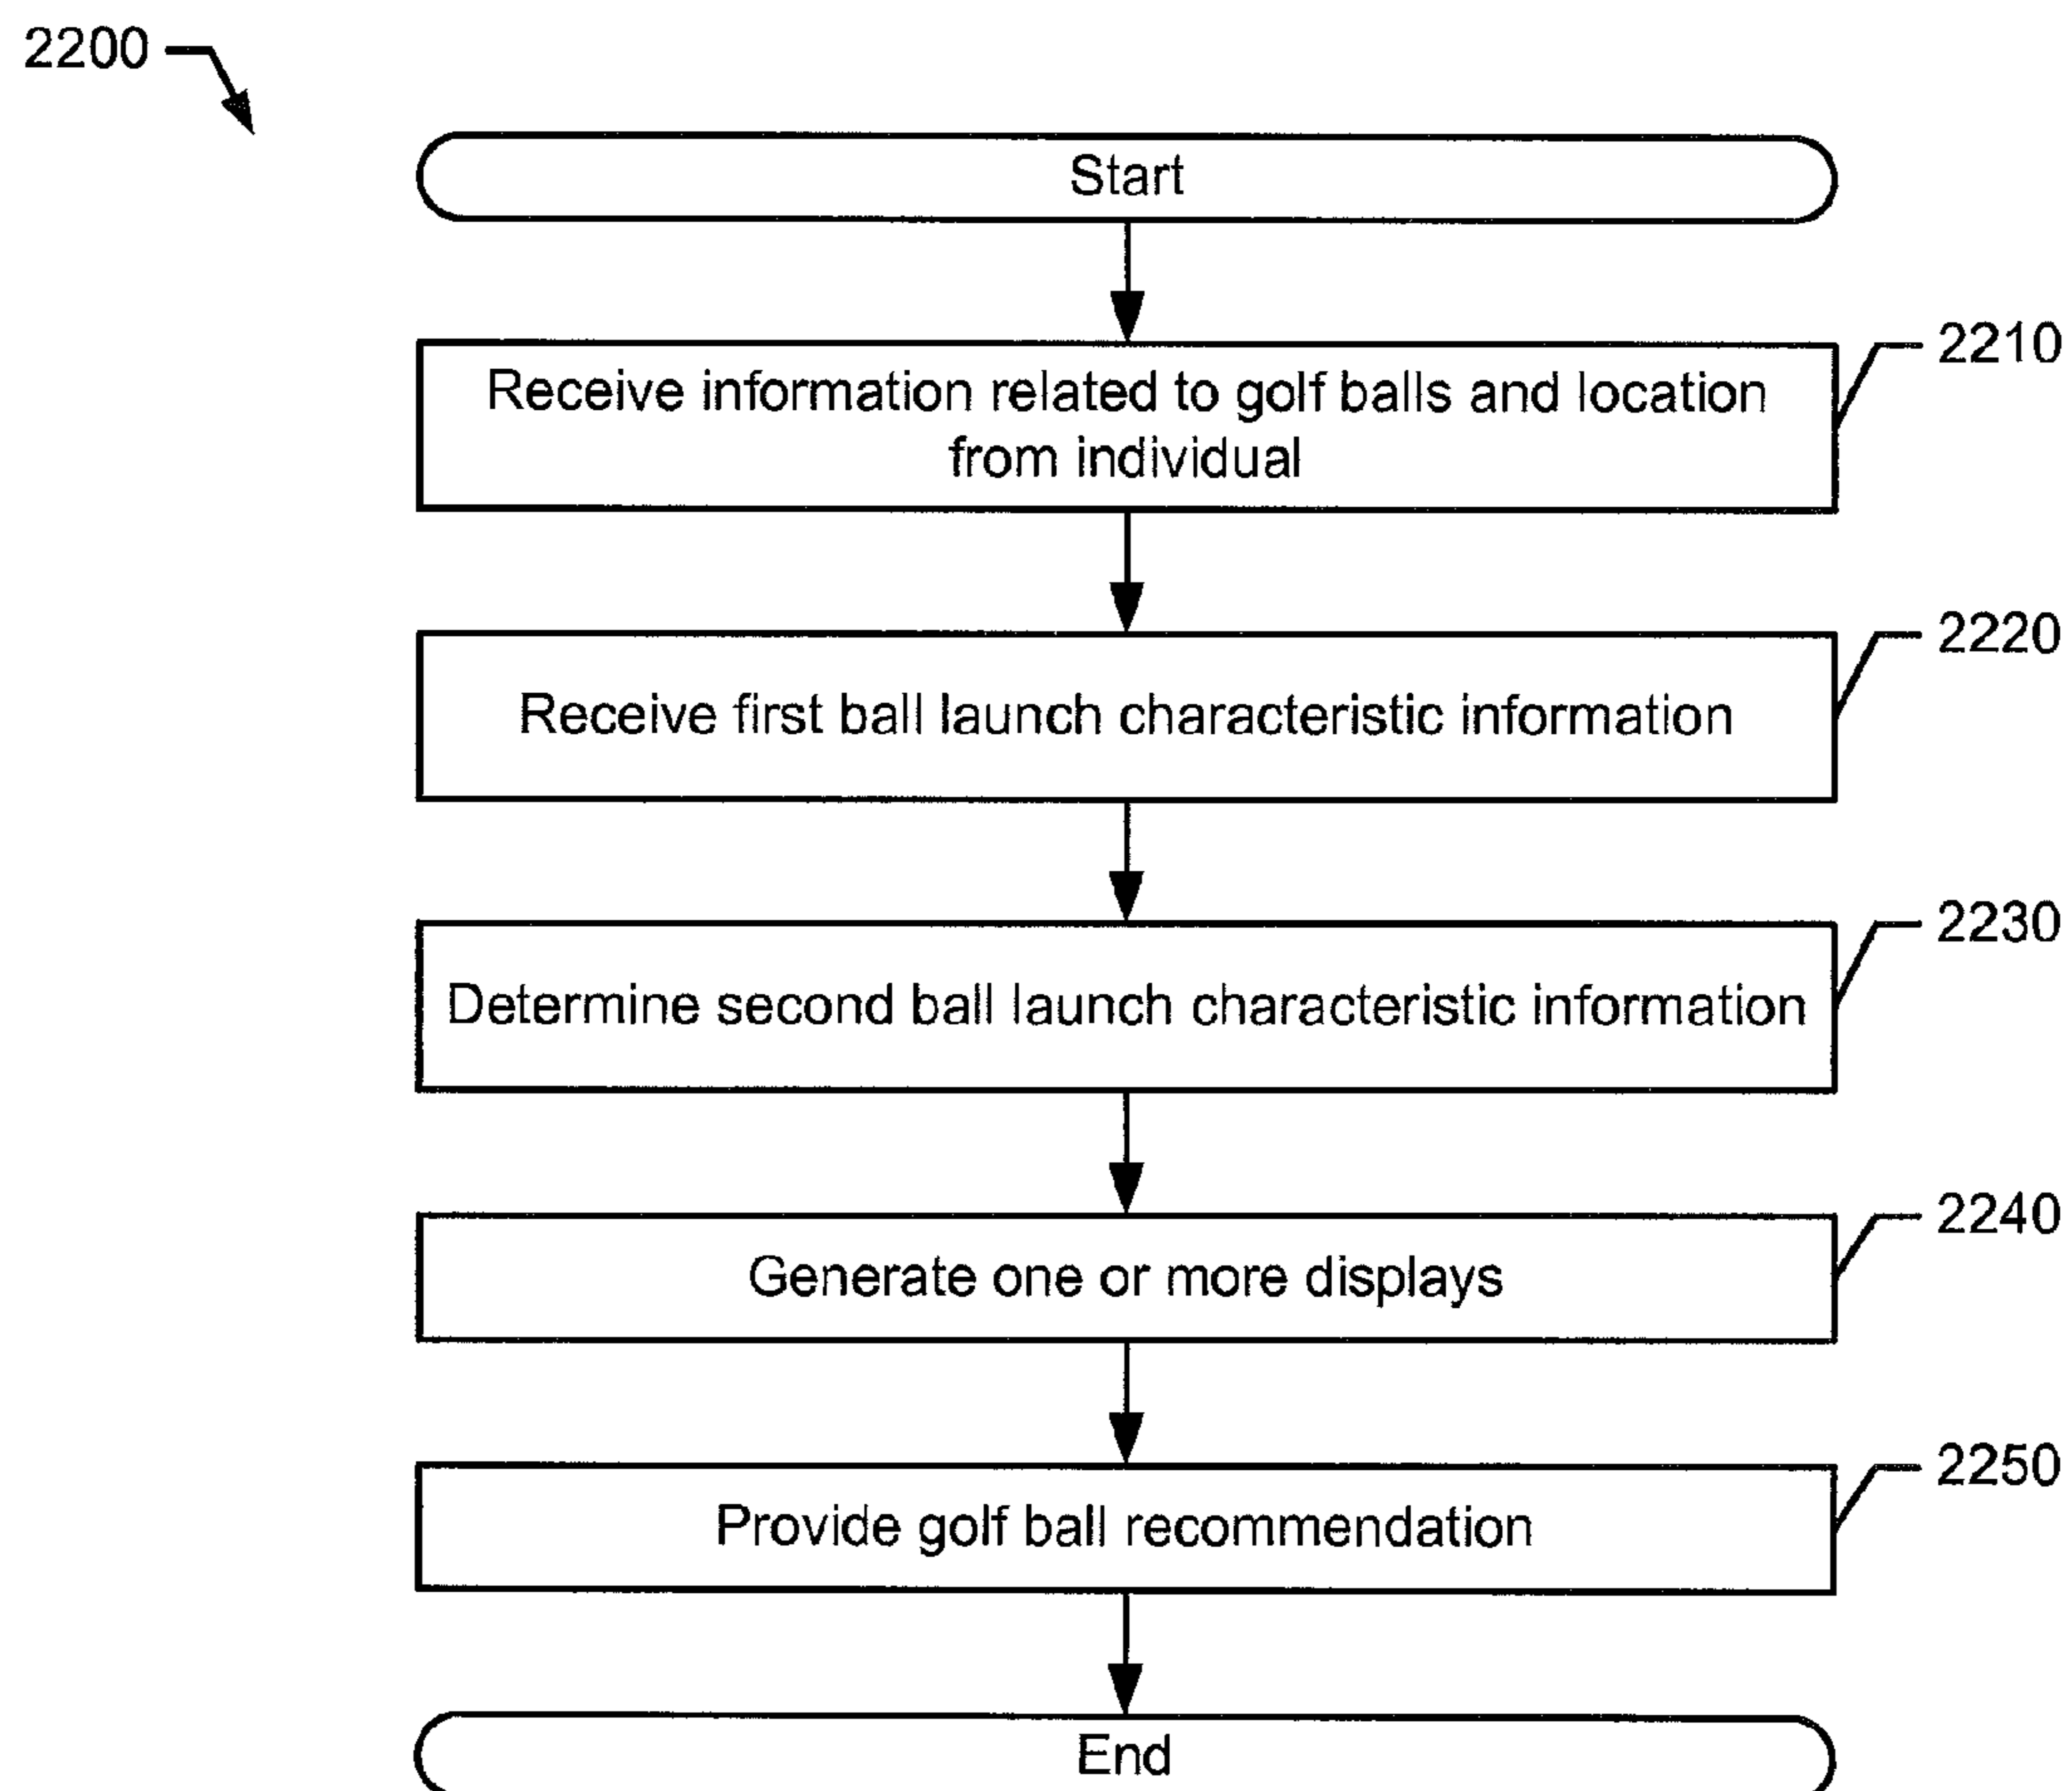 2200
Start
2210
Receive information related to golf balls and location
from individual
2220
Receive first ball launch characteristic information
2230
Determine second ball launch characteristic information
2240
Generate one or more displays
2250
Provide golf ball recommendation
End